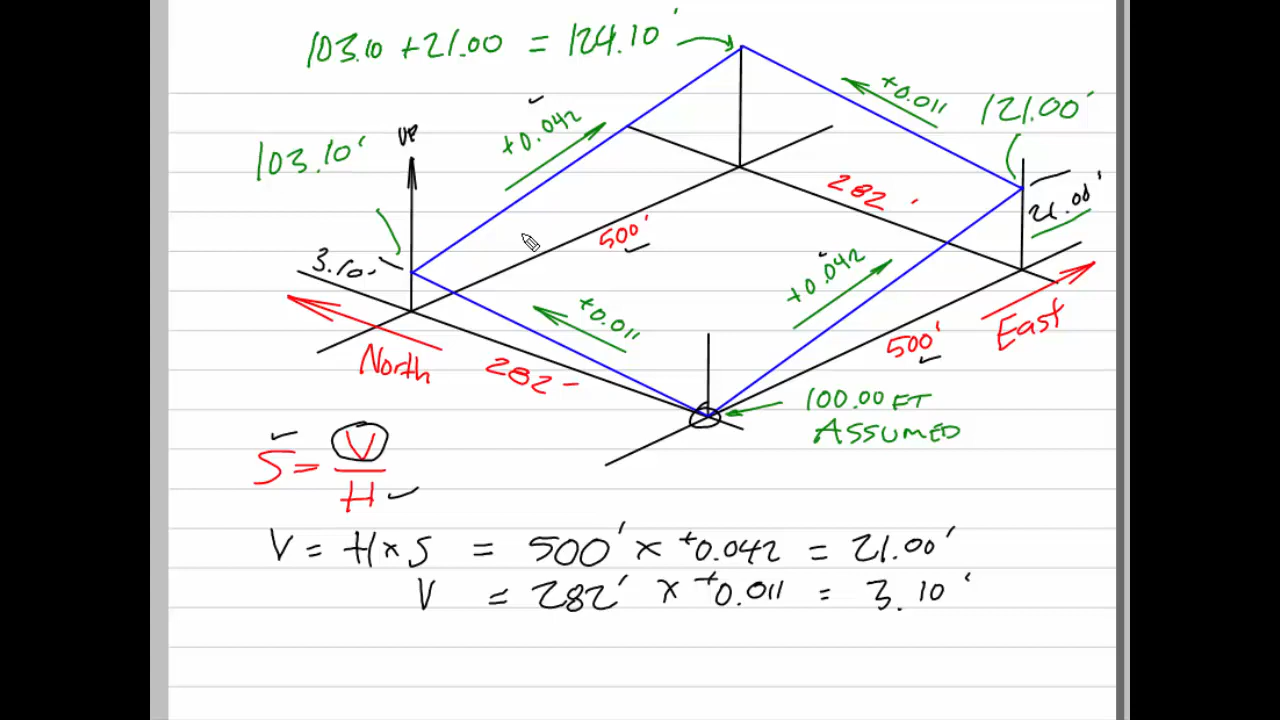 103.10 + 21.00 = 124.10'
+0.011
121.00'
+0.042
UP
103.10'
282'
21.00'
500'
3.10
+0.042
+0.011
East
500'
North
282'
100.00 FT
ASSUMED
S = V/H
V = H x S = 500' x +0.042 = 21.00'
V = 282' x +0.011 = 3.10'